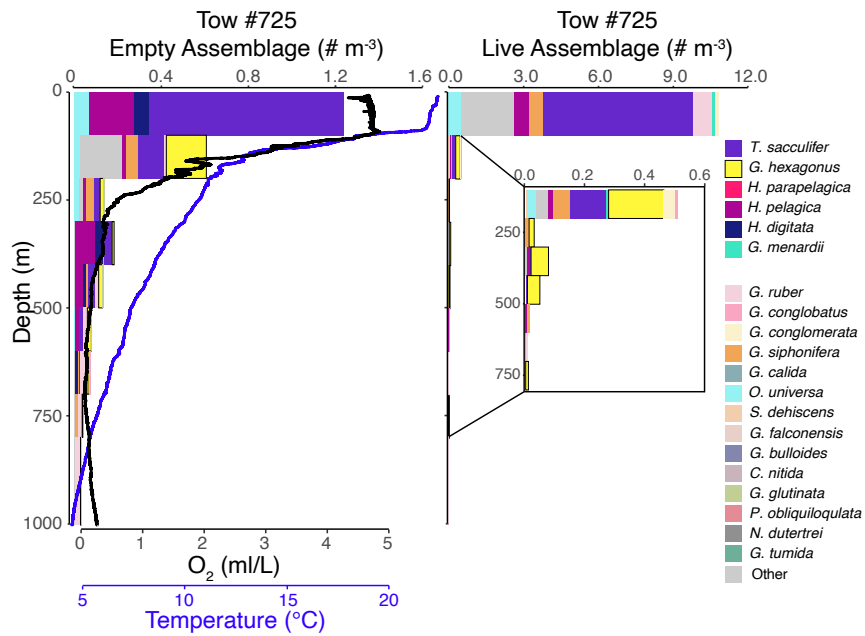 Tow #725
Empty Assemblage (# m-3)
0 0.4 0.8 1.2 1.6
Tow #725
Live Assemblage (# m-3)
0.0 3.0 6.0 9.0 12.0
Depth (m)
0
250
500
750
1000
0 1 2 3 4 5
O2 (ml/L)
5 10 15 20
Temperature (°C)
0.0 0.2 0.4 0.6
250
500
750
T. sacculifer
G. hexagonus
H. parapelagica
H. pelagica
H. digitata
G. menardii
G. ruber
G. conglobatus
G. conglomerata
G. siphonifera
G. calida
O. universa
S. dehiscens
G. falconensis
G. bulloides
C. nitida
G. glutinata
P. obliquiloqulata
N. dutertrei
G. tumida
Other